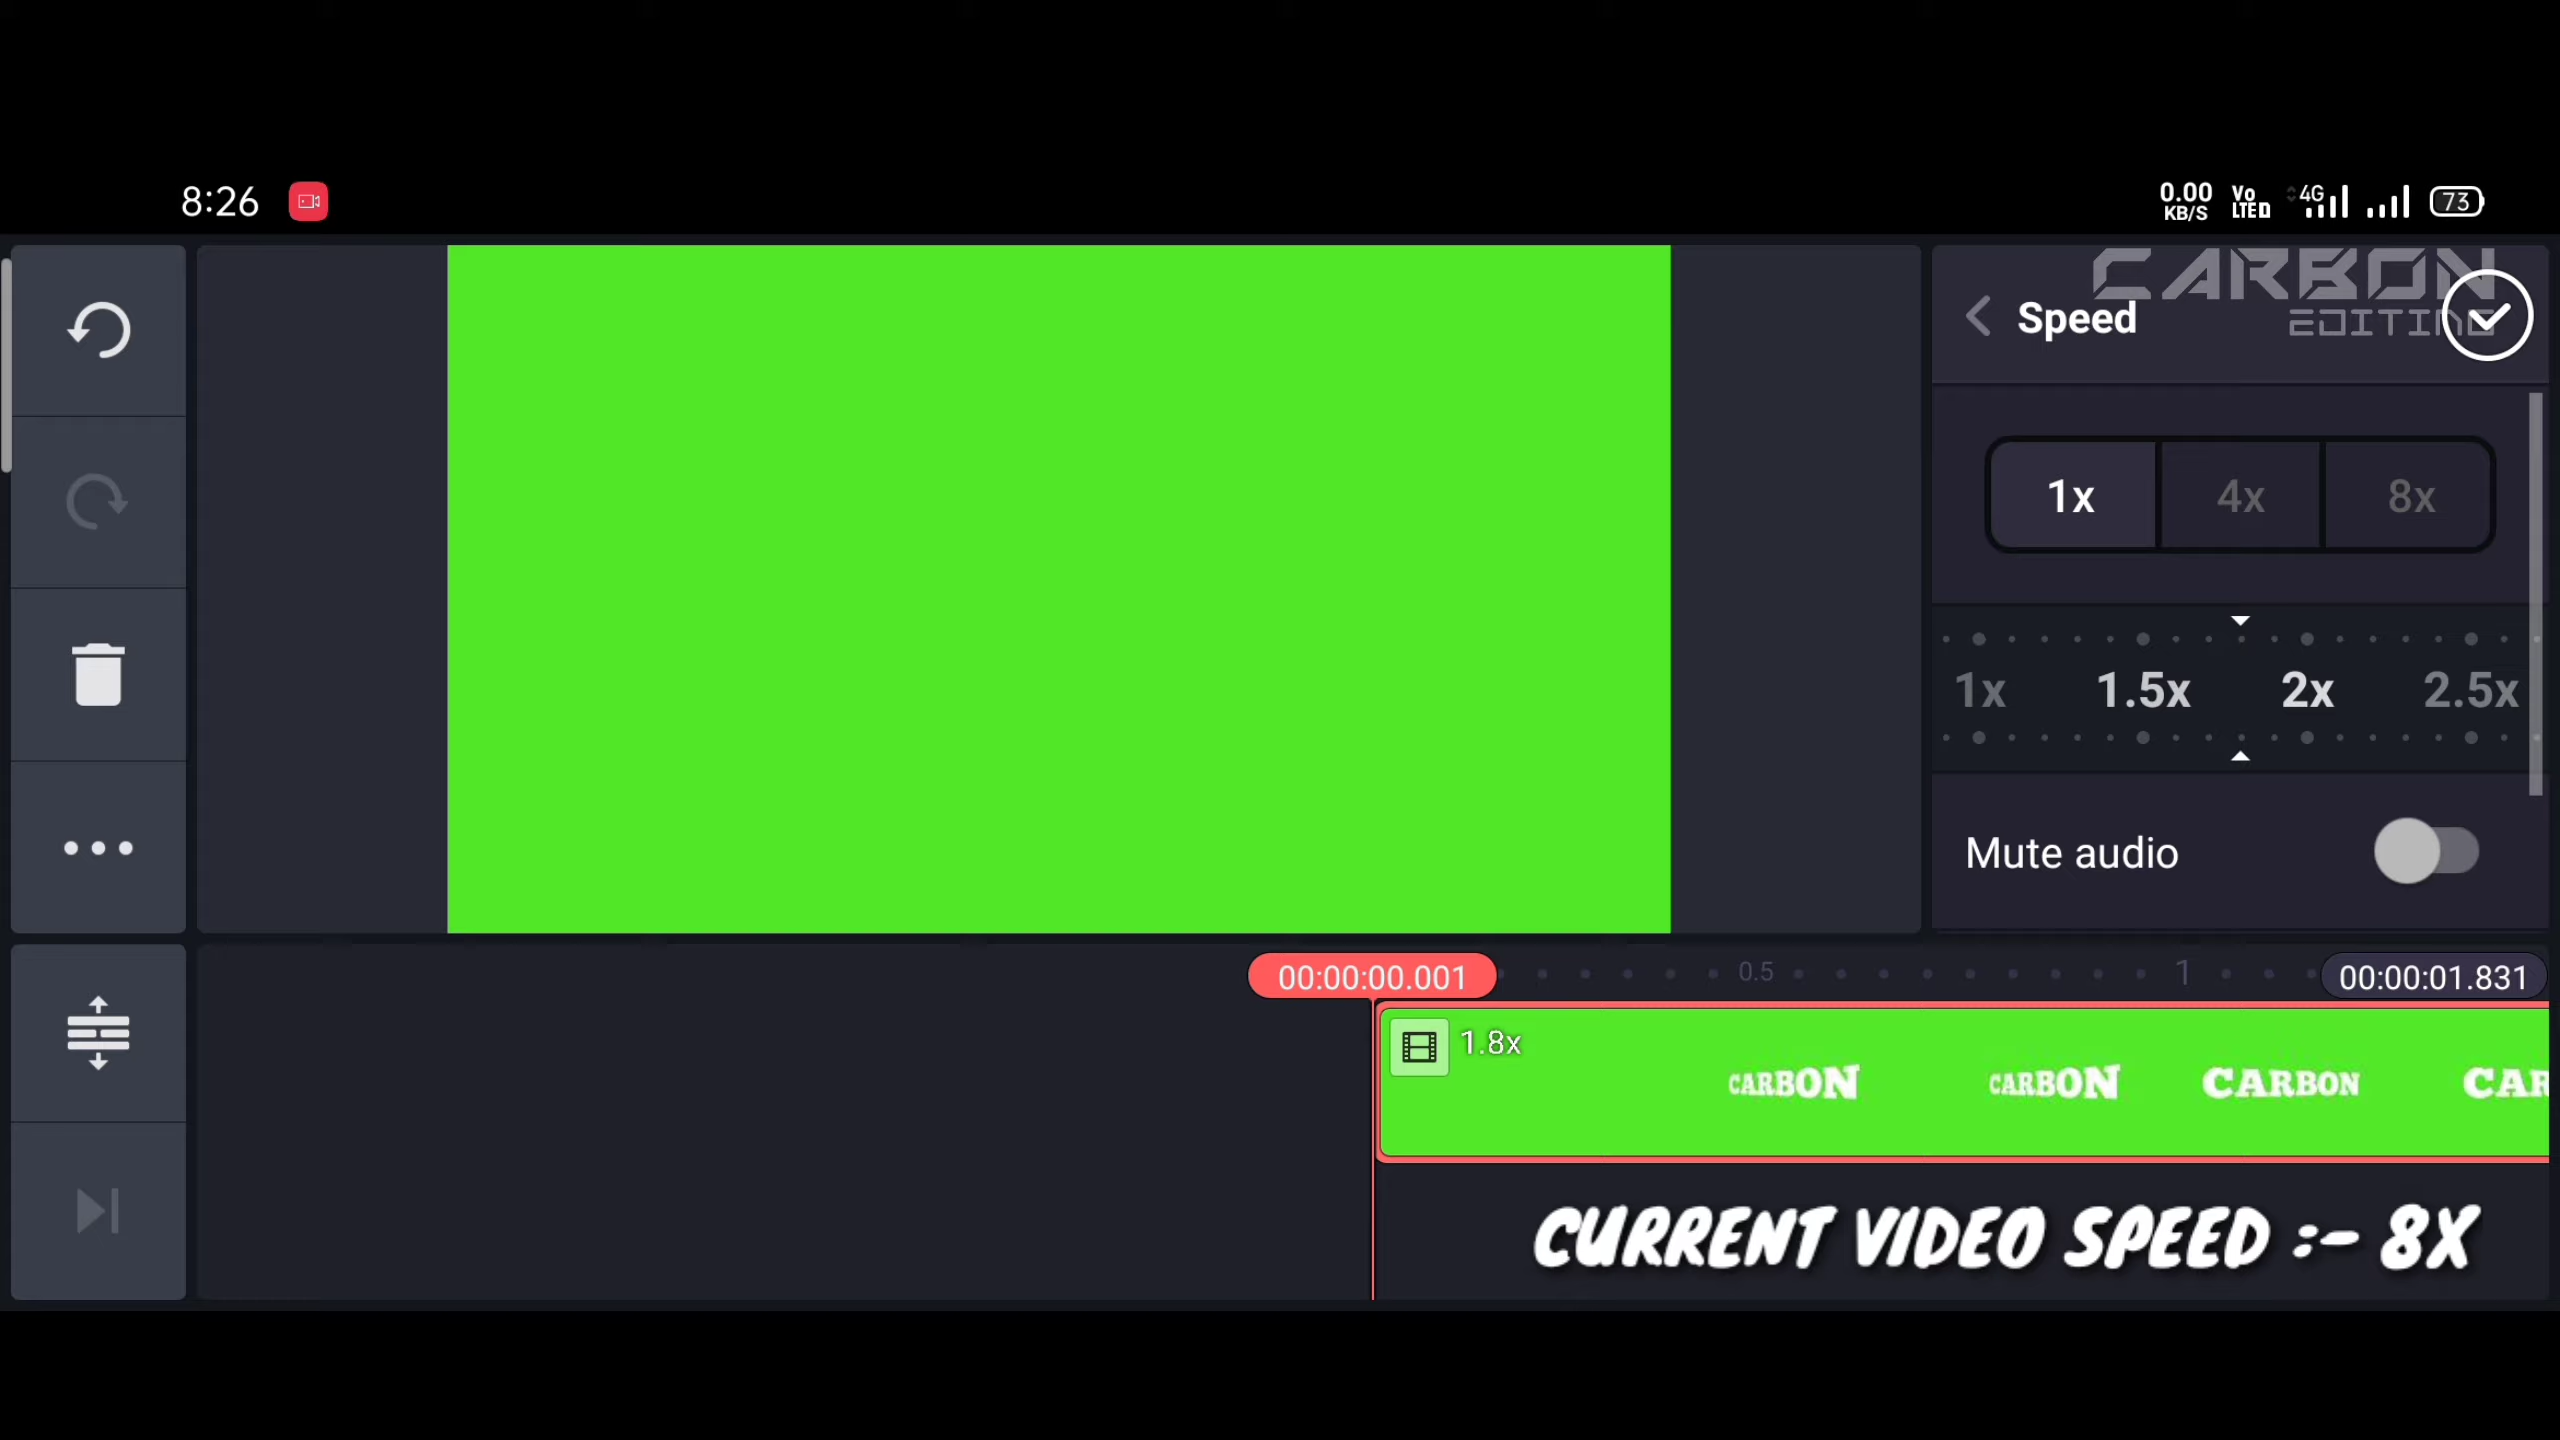 8:26
0.00 KB/S Vo LTE 4G 73
CARBON
EDITING
Speed
1x 4x 8x
1x 1.5x 2x 2.5x
Mute audio
00:00:00.001 0.5 1 00:00:01.831
1.8x
CARBON CARBON CARBON CAR
CURRENT VIDEO SPEED :- 8X